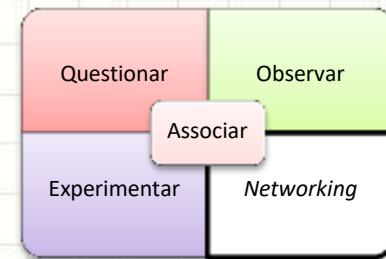 Questionar
Observar
Associar
Experimentar
Networking